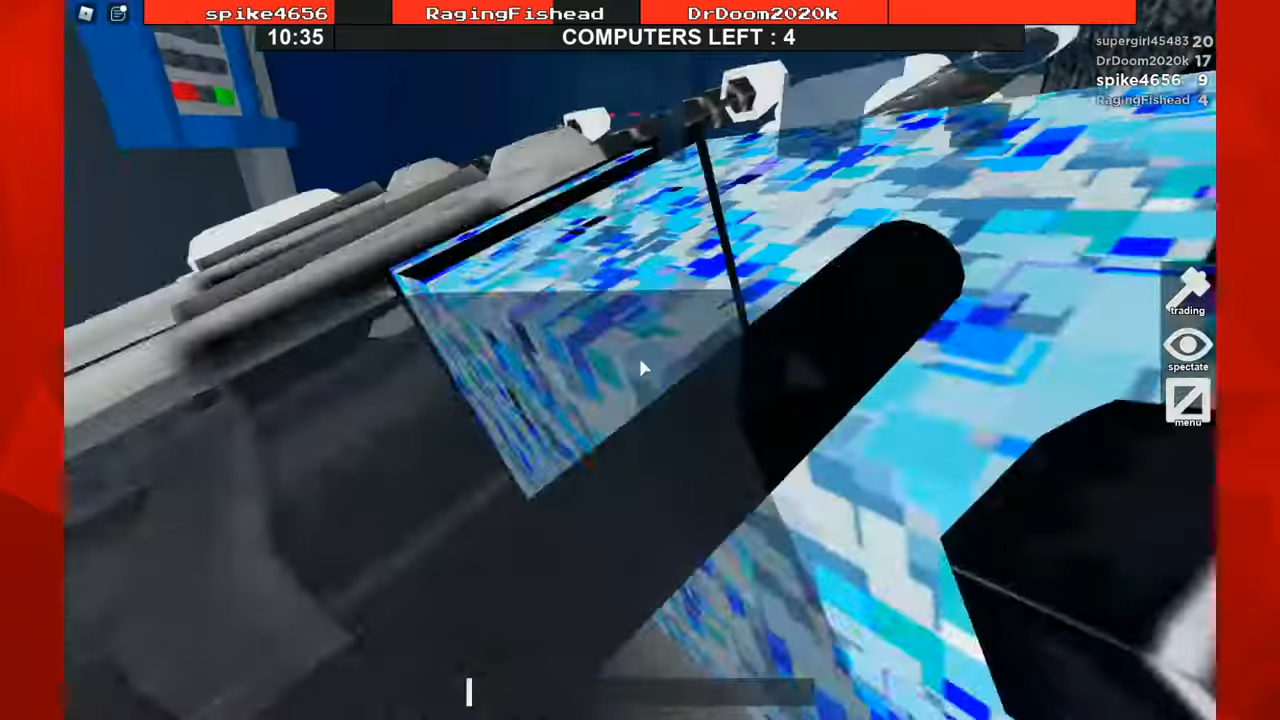 spike4656 RagingFishead DrDoom2020k
10:35 COMPUTERS LEFT : 4
supergirl45483 20
DrDoom2020k 17
spike4656 9
RagingFishead 4
trading
spectate
menu